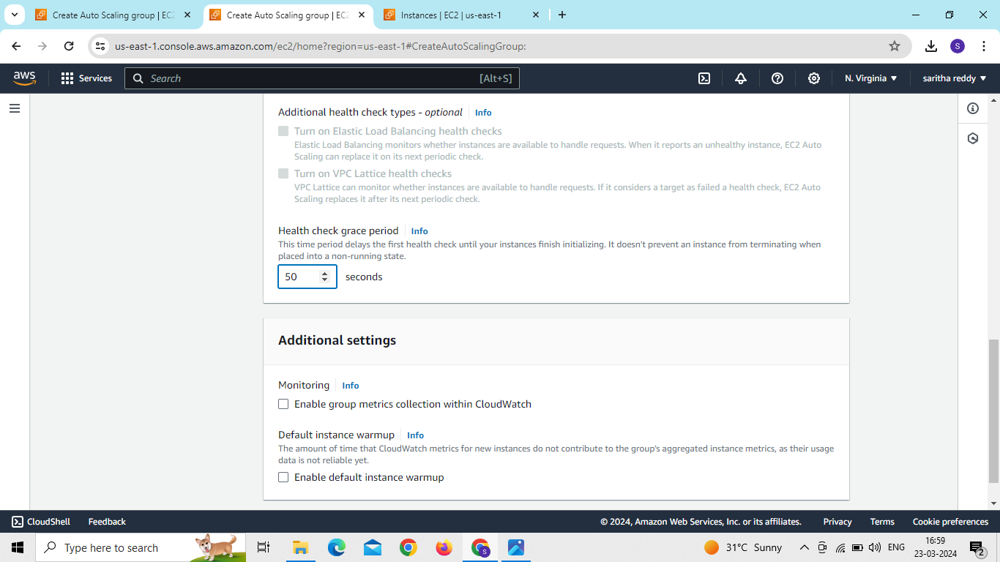 Create Auto Scaling group | EC2
Create Auto Scaling group | EC2
Instances | EC2 | us-east-1
us-east-1.console.aws.amazon.com/ec2/home?region=us-east-1#CreateAutoScalingGroup:
S
aws
Services
Search
[Alt+S]
N. Virginia
saritha reddy
Additional health check types - optional
Info
Turn on Elastic Load Balancing health checks
Elastic Load Balancing monitors whether instances are available to handle requests. When it reports an unhealthy instance, EC2 Auto
Scaling can replace it on its next periodic check.
Turn on VPC Lattice health checks
VPC Lattice can monitor whether instances are available to handle requests. If it considers a target as failed a health check, EC2 Auto
Scaling replaces it after its next periodic check.
Health check grace period
Info
This time period delays the first health check until your instances finish initializing. It doesn't prevent an instance from terminating when
placed into a non-running state.
50
seconds
Additional settings
Monitoring
Info
Enable group metrics collection within CloudWatch
Default instance warmup
Info
The amount of time that CloudWatch metrics for new instances do not contribute to the group's aggregated instance metrics, as their usage
data is not reliable yet.
Enable default instance warmup
CloudShell
Feedback
© 2024, Amazon Web Services, Inc. or its affiliates.
Privacy
Terms
Cookie preferences
Type here to search
S
31°C Sunny
ENG
16:59
23-03-2024
2